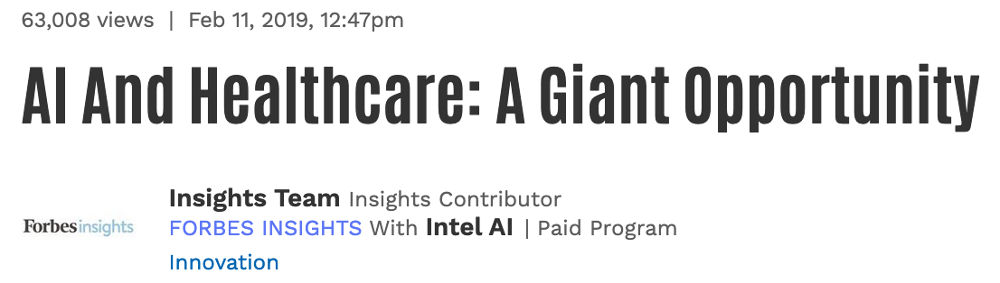 63,008 views | Feb 11, 2019, 12:47pm
AI And Healthcare: A Giant Opportunity
Insights Team Insights Contributor
Forbes insights
FORBES INSIGHTS With Intel AI | Paid Program
Innovation